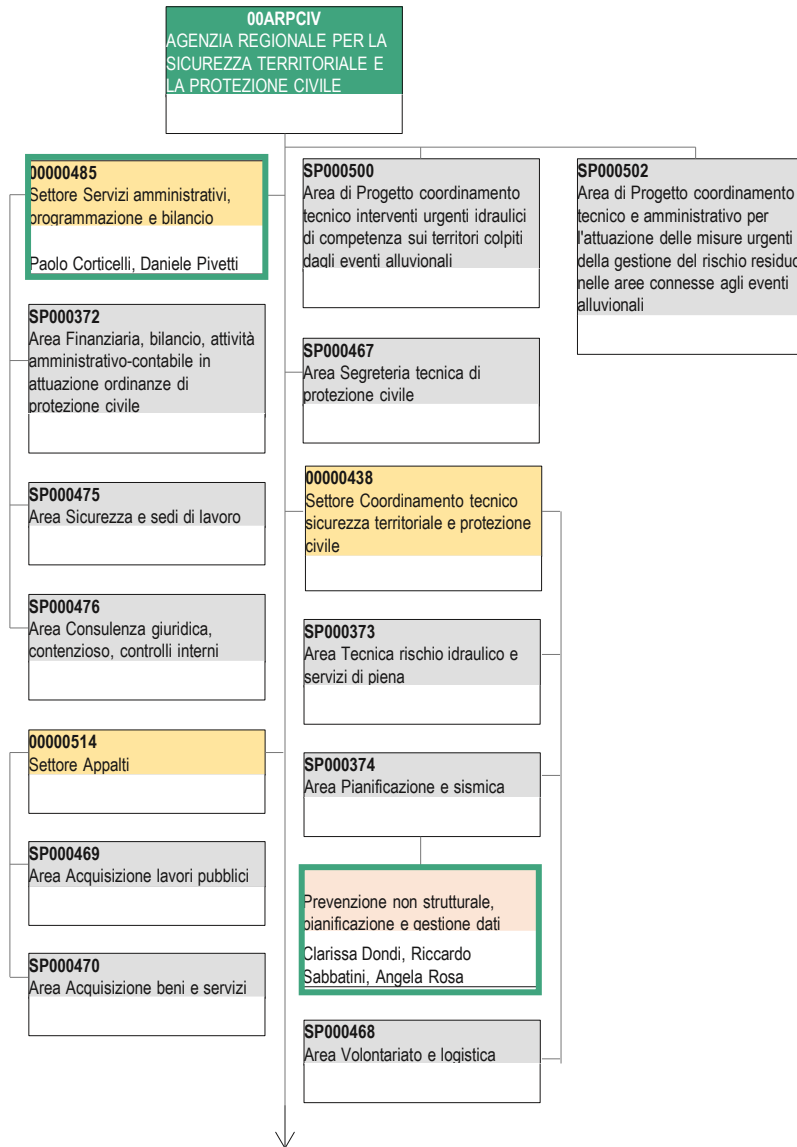 00ARPCIV
AGENZIA REGIONALE PER LA
SICUREZZA TERRITORIALE E
LA PROTEZIONE CIVILE
00000485
Settore Servizi amministrativi,
programmazione e bilancio
Paolo Corticelli, Daniele Pivetti
SP000372
Area Finanziaria, bilancio, attività
amministrativo-contabile in
attuazione ordinanze di
protezione civile
SP000475
Area Sicurezza e sedi di lavoro
SP000476
Area Consulenza giuridica,
contenzioso, controlli interni
00000514
Settore Appalti
SP000469
Area Acquisizione lavori pubblici
SP000470
Area Acquisizione beni e servizi
SP000500
Area di Progetto coordinamento
tecnico interventi urgenti idraulici
di competenza sui territori colpiti
dagli eventi alluvionali
SP000467
Area Segreteria tecnica di
protezione civile
00000438
Settore Coordinamento tecnico
sicurezza territoriale e protezione
civile
SP000373
Area Tecnica rischio idraulico e
servizi di piena
SP000374
Area Pianificazione e sismica
Prevenzione non strutturale,
pianificazione e gestione dati
Clarissa Dondi, Riccardo
Sabbatini, Angela Rosa
SP000468
Area Volontariato e logistica
SP000502
Area di Progetto coordinamento
tecnico e amministrativo per
l'attuazione delle misure urgenti
della gestione del rischio residuo
nelle aree connesse agli eventi
alluvionali